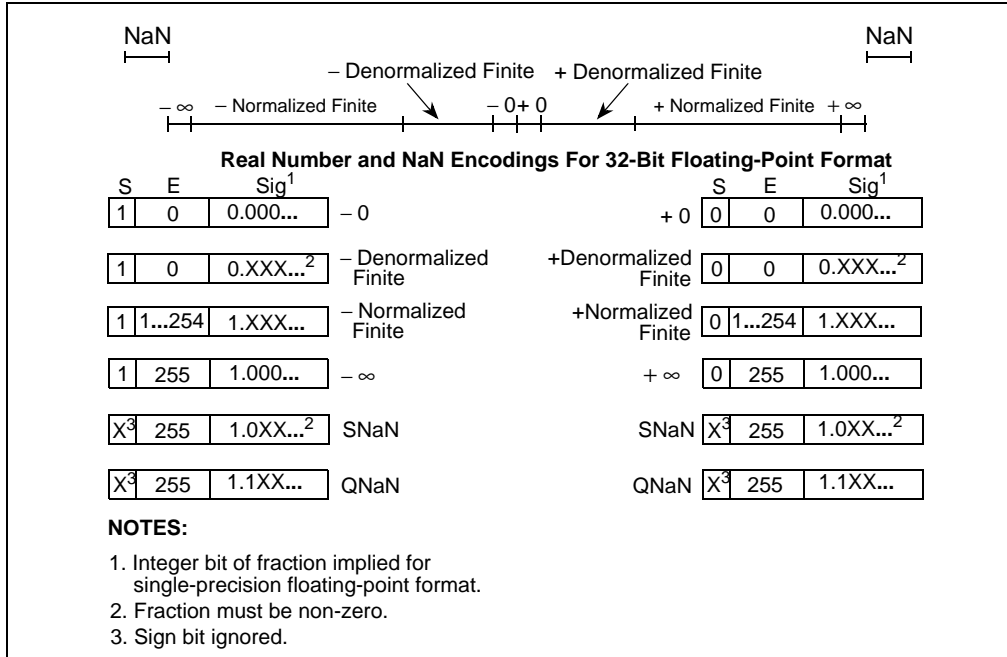 NaN NaN
− Denormalized Finite + Denormalized Finite
− ∞ − Normalized Finite − 0 + 0 + Normalized Finite + ∞
Real Number and NaN Encodings For 32-Bit Floating-Point Format
S E Sig1 S E Sig1
1 0 0.000... − 0 + 0 0 0 0.000...
1 0 0.XXX...2 − Denormalized Finite +Denormalized Finite 0 0 0.XXX...2
1 1...254 1.XXX... − Normalized Finite +Normalized Finite 0 1...254 1.XXX...
1 255 1.000... − ∞ + ∞ 0 255 1.000...
X3 255 1.0XX...2 SNaN SNaN X3 255 1.0XX...2
X3 255 1.1XX... QNaN QNaN X3 255 1.1XX...
NOTES:
1. Integer bit of fraction implied for
single-precision floating-point format.
2. Fraction must be non-zero.
3. Sign bit ignored.